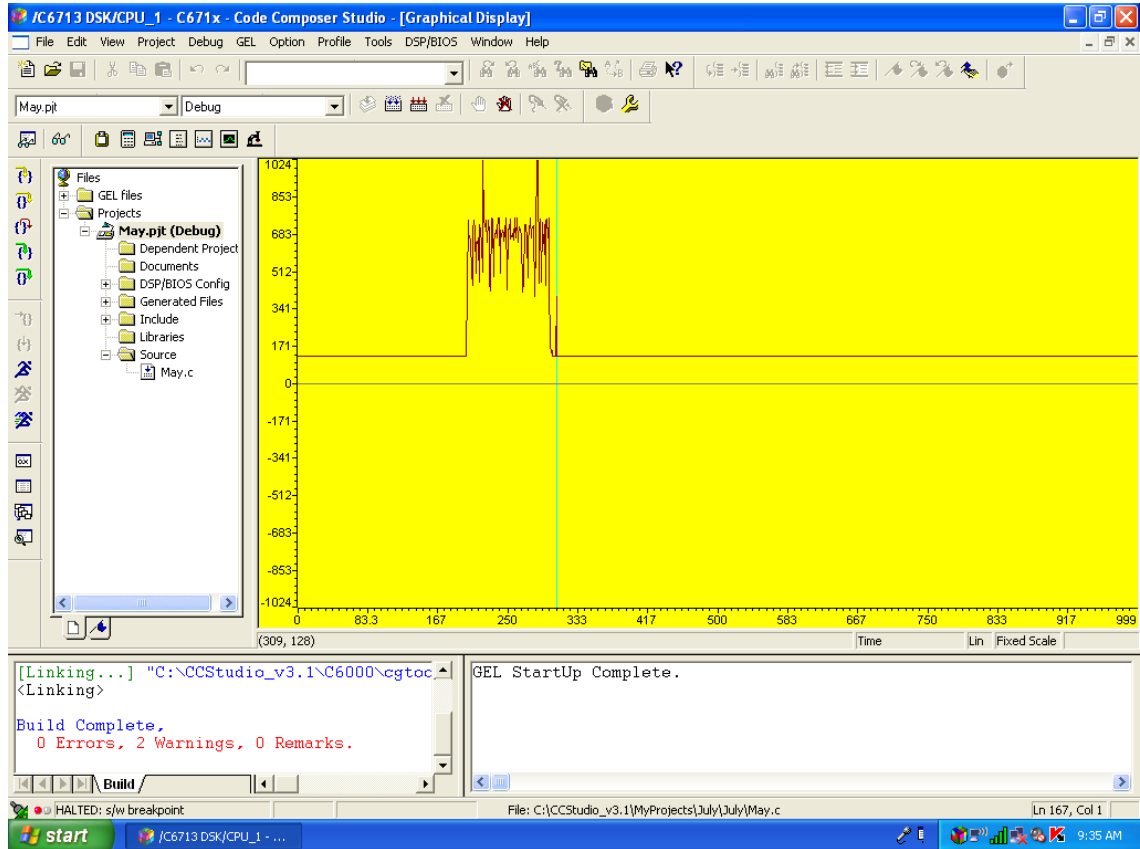 /C6713 DSK/CPU_1 - C671x - Code Composer Studio - [Graphical Display]
File Edit View Project Debug GEL Option Profile Tools DSP/BIOS Window Help
May.pjt Debug
Files
GEL files
Projects
May.pjt (Debug)
Dependent Project
Documents
DSP/BIOS Config
Generated Files
Include
Libraries
Source
May.c
1024
853
683
512
341
171
0
-171
-341
-512
-683
-853
-1024
0 83.3 167 250 333 417 500 583 667 750 833 917 999
(309, 128) Time Lin Fixed Scale
[Linking...] "C:\CCStudio_v3.1\C6000\cgtoc
<Linking>
Build Complete,
0 Errors, 2 Warnings, 0 Remarks.
Build
GEL StartUp Complete.
HALTED: s/w breakpoint File: C:\CCStudio_v3.1\MyProjects\July\July\May.c Ln 167, Col 1
start /C6713 DSK/CPU_1 - ... 9:35 AM